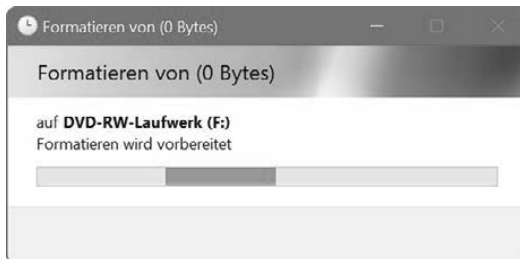 Formatieren von (0 Bytes)
Formatieren von (0 Bytes)
auf DVD-RW-Laufwerk (F:)
Formatieren wird vorbereitet